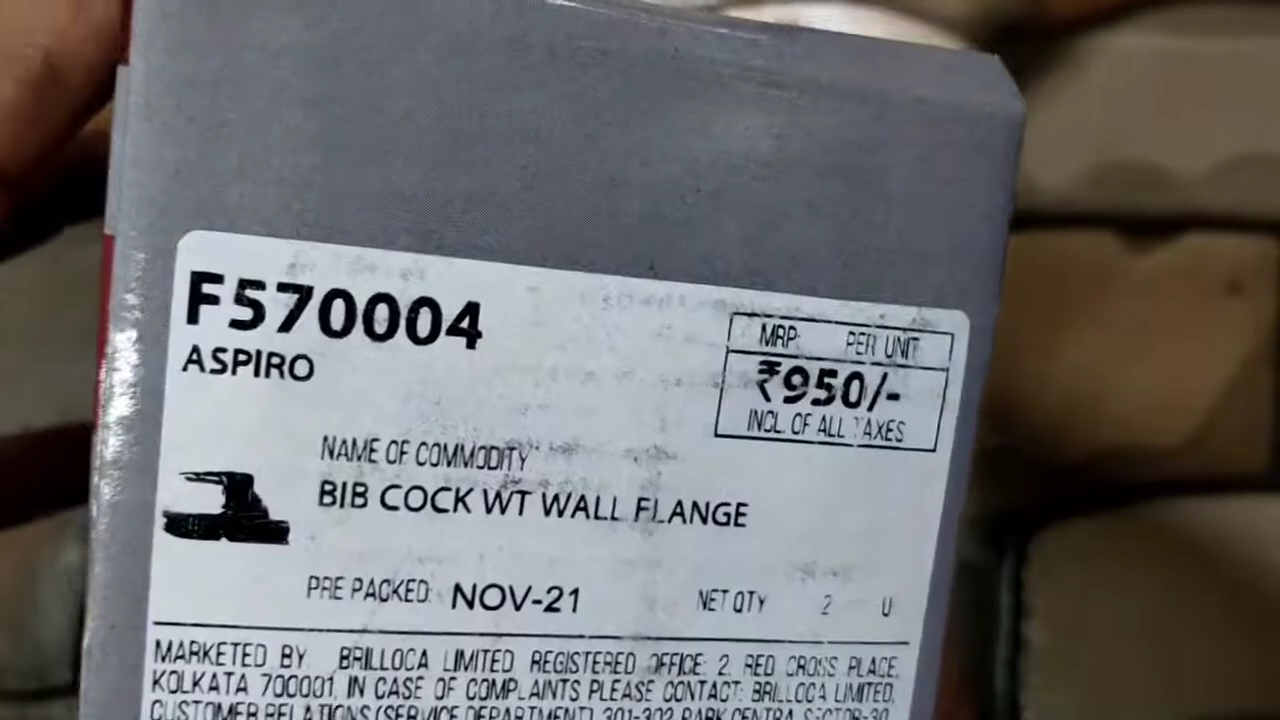 F570004
ASPIRO
MRP: PER UNIT
₹950/-
INCL. OF ALL TAXES
NAME OF COMMODITY
BIB COCK WT WALL FLANGE
PRE PACKED: NOV-21 NET QTY 2 U
MARKETED BY: BRILLOCA LIMITED REGISTERED OFFICE: 2, RED CROSS PLACE,
KOLKATA 700001. IN CASE OF COMPLAINTS PLEASE CONTACT: BRILLOCA LIMITED,
CUSTOMER RELATIONS (SERVICE DEPARTMENT) 301-302 PARK CENTRA SECTOR-30